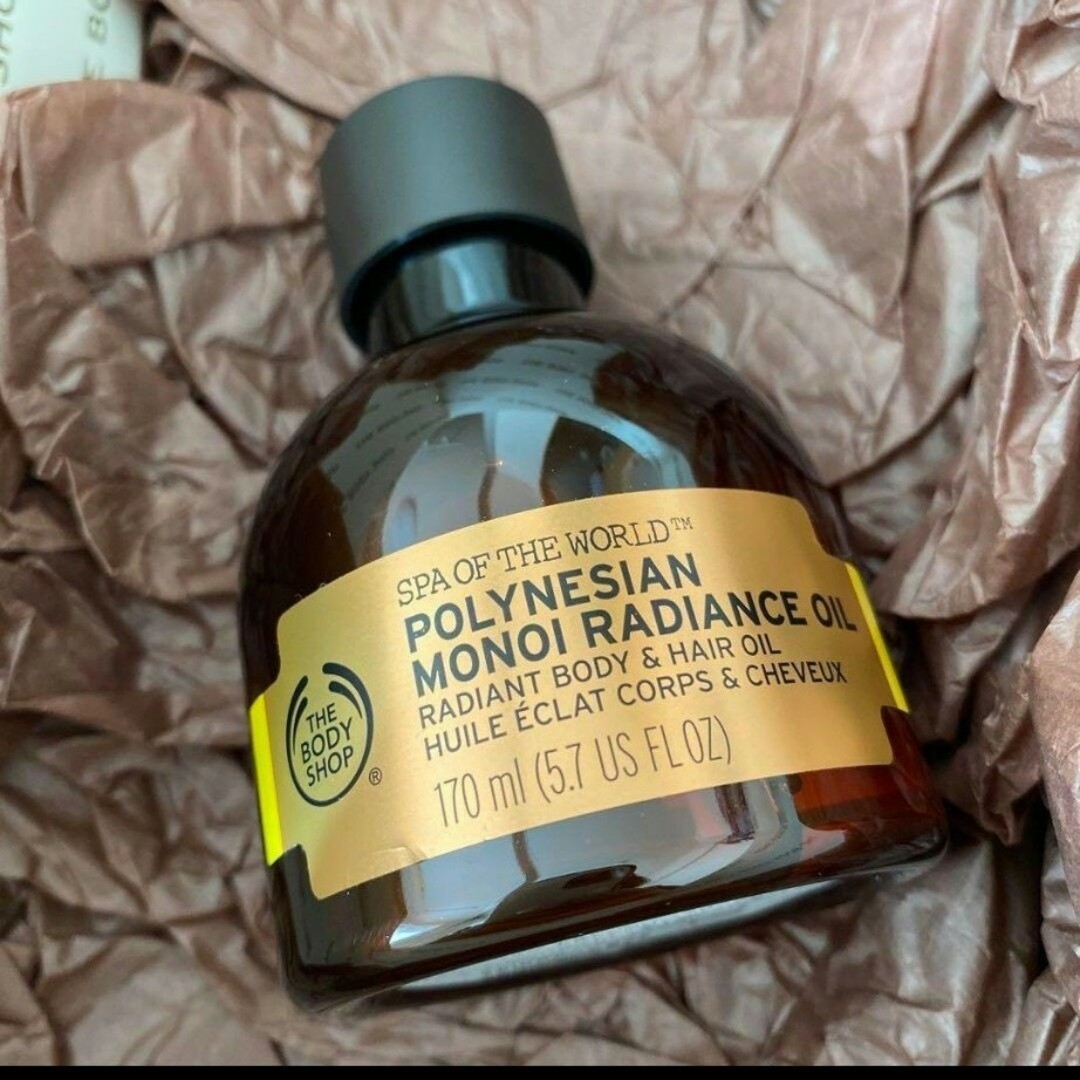 SPA OF THE WORLD™
POLYNESIAN
MONOI RADIANCE OIL
RADIANT BODY & HAIR OIL
HUILE ÉCLAT CORPS & CHEVEUX
170 ml (5.7 US FL OZ)
THE
BODY
SHOP
®